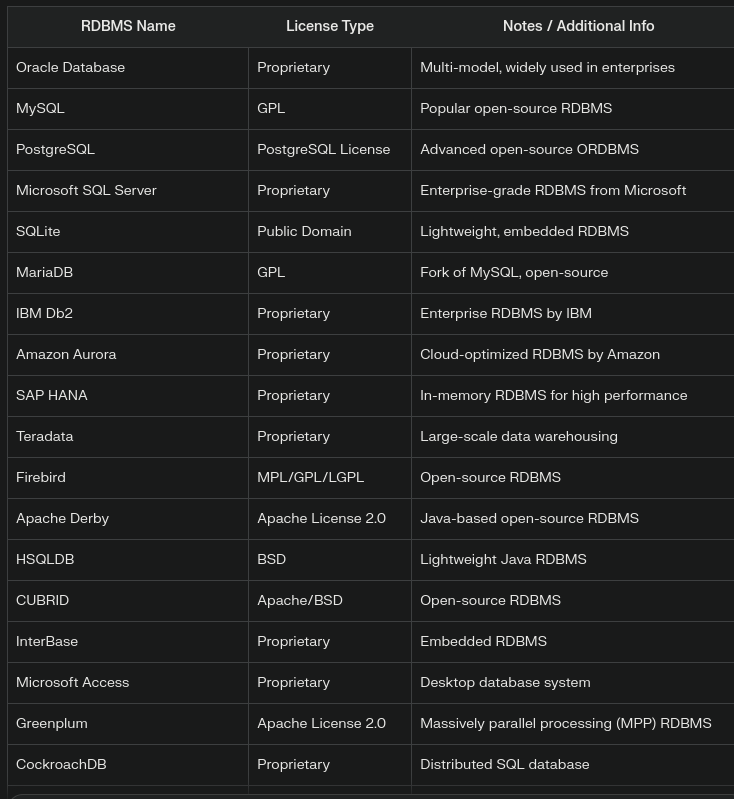 RDBMS Name License Type Notes / Additional Info
Oracle Database Proprietary Multi-model, widely used in enterprises
MySQL GPL Popular open-source RDBMS
PostgreSQL PostgreSQL License Advanced open-source ORDBMS
Microsoft SQL Server Proprietary Enterprise-grade RDBMS from Microsoft
SQLite Public Domain Lightweight, embedded RDBMS
MariaDB GPL Fork of MySQL, open-source
IBM Db2 Proprietary Enterprise RDBMS by IBM
Amazon Aurora Proprietary Cloud-optimized RDBMS by Amazon
SAP HANA Proprietary In-memory RDBMS for high performance
Teradata Proprietary Large-scale data warehousing
Firebird MPL/GPL/LGPL Open-source RDBMS
Apache Derby Apache License 2.0 Java-based open-source RDBMS
HSQLDB BSD Lightweight Java RDBMS
CUBRID Apache/BSD Open-source RDBMS
InterBase Proprietary Embedded RDBMS
Microsoft Access Proprietary Desktop database system
Greenplum Apache License 2.0 Massively parallel processing (MPP) RDBMS
CockroachDB Proprietary Distributed SQL database